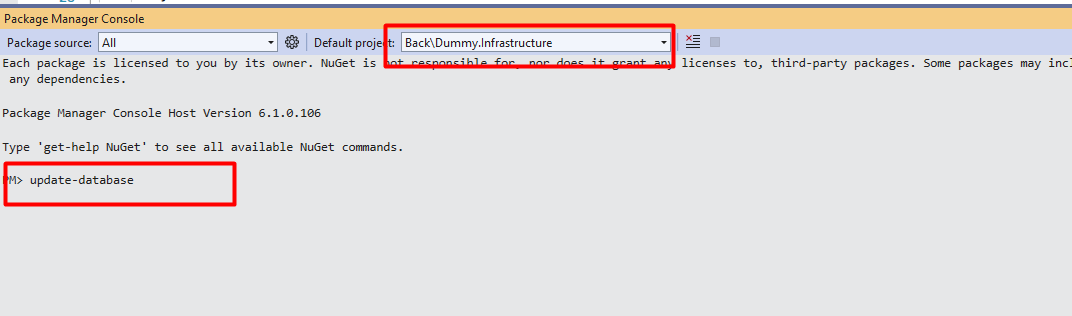 Package Manager Console
Package source: All Default project: Back\Dummy.Infrastructure
Each package is licensed to you by its owner. NuGet is not responsible for, nor does it grant any licenses to, third-party packages. Some packages may incl
any dependencies.
Package Manager Console Host Version 6.1.0.106
Type 'get-help NuGet' to see all available NuGet commands.
PM> update-database